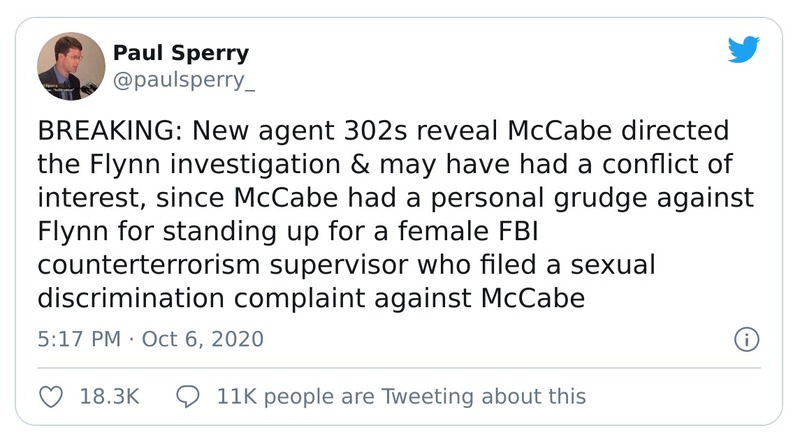 Paul Sperry
@paulsperry_
BREAKING: New agent 302s reveal McCabe directed
the Flynn investigation & may have had a conflict of
interest, since McCabe had a personal grudge against
Flynn for standing up for a female FBI
counterterrorism supervisor who filed a sexual
discrimination complaint against McCabe
5:17 PM · Oct 6, 2020
18.3K 11K people are Tweeting about this